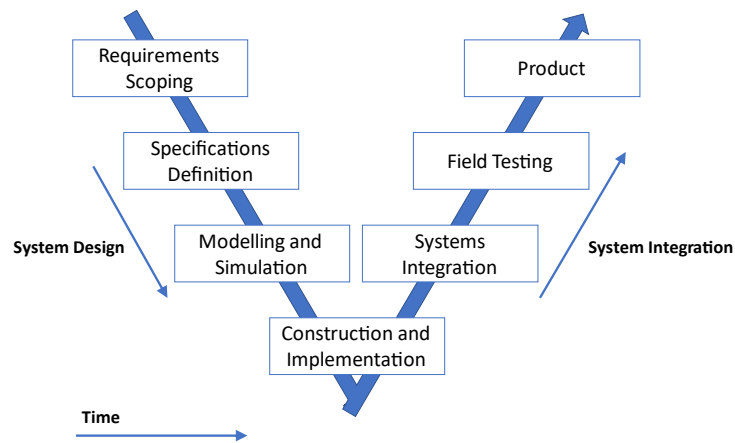 Requirements
Scoping
Product
Specifications
Definition
Field Testing
System Design
Modelling and
Simulation
Systems
Integration
System Integration
Construction and
Implementation
Time